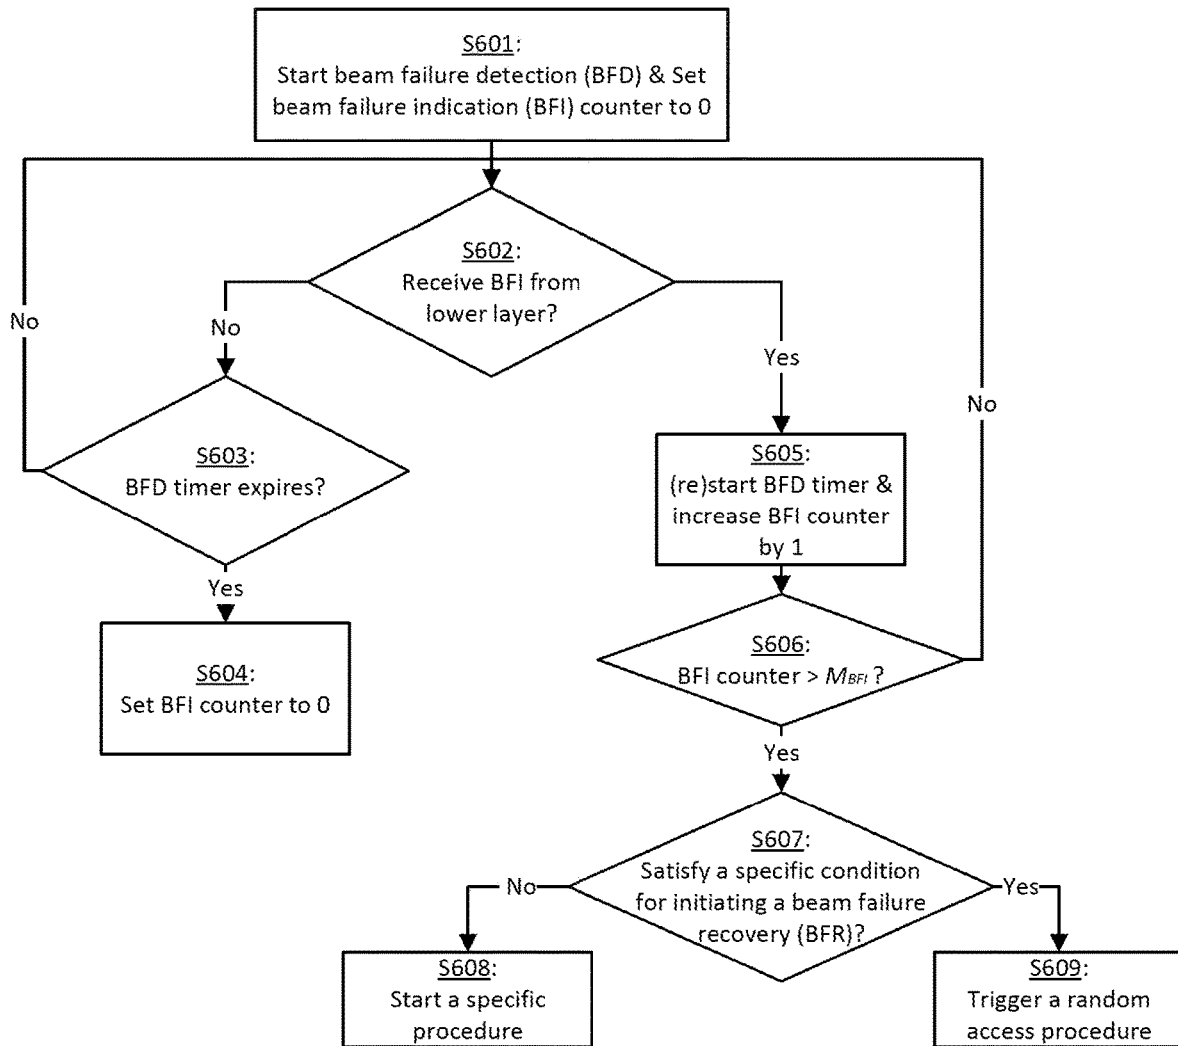 S601:
Start beam failure detection (BFD) & Set
beam failure indication (BFI) counter to 0
S602:
Receive BFI from
lower layer?
No
No
Yes
No
S603:
BFD timer expires?
S605:
(re)start BFD timer &
increase BFI counter
by 1
Yes
S604:
Set BFI counter to 0
S606:
BFI counter > MBFI ?
Yes
S607:
Satisfy a specific condition
for initiating a beam failure
recovery (BFR)?
No
Yes
S608:
Start a specific
procedure
S609:
Trigger a random
access procedure